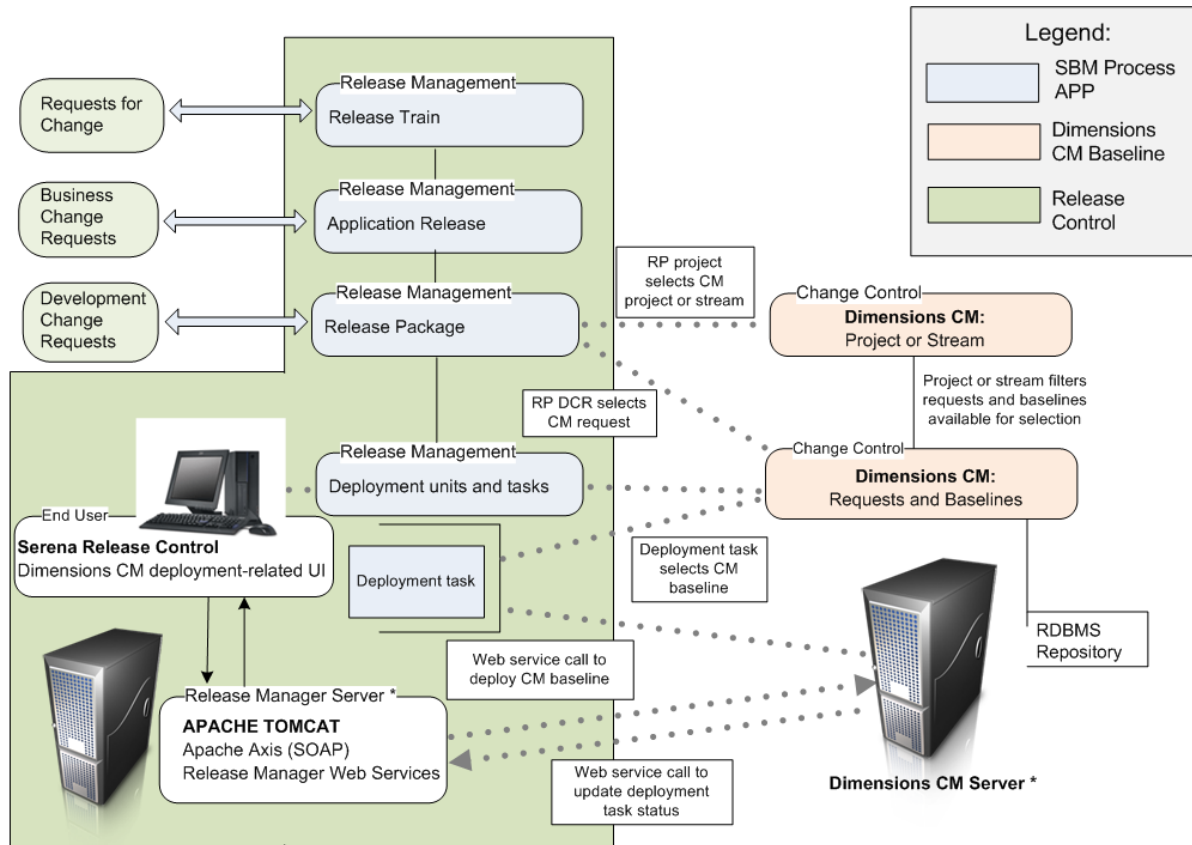 Legend:
SBM Process
APP
Dimensions
CM Baseline
Release
Control
Requests for
Change
Release Management
Release Train
Business
Change
Requests
Release Management
Application Release
Development
Change
Requests
Release Management
Release Package
RP project
selects CM
project or stream
Change Control
Dimensions CM:
Project or Stream
Project or stream filters
requests and baselines
available for selection
RP DCR selects
CM request
Release Management
Deployment units and tasks
Change Control
Dimensions CM:
Requests and Baselines
End User
Serena Release Control
Dimensions CM deployment-related UI
Deployment task
Deployment task
selects CM
baseline
RDBMS
Repository
Web service call to
deploy CM baseline
Release Manager Server *
APACHE TOMCAT
Apache Axis (SOAP)
Release Manager Web Services
Web service call to
update deployment
task status
Dimensions CM Server *